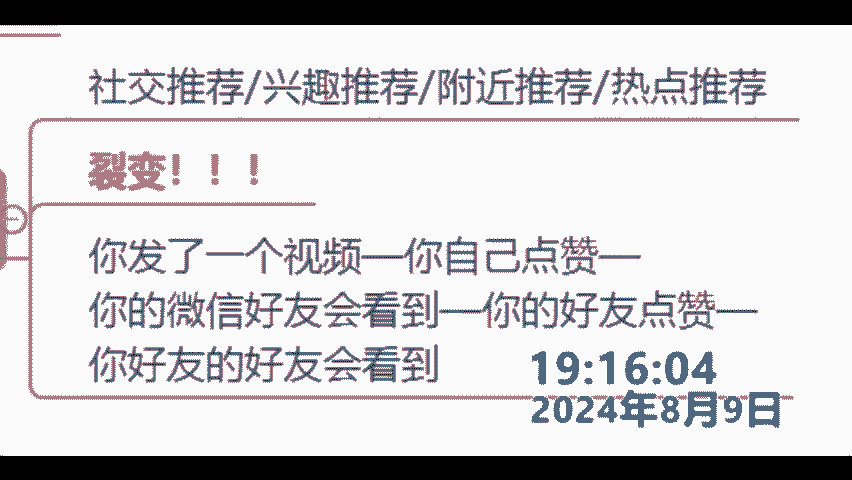 社交推荐/兴趣推荐/附近推荐/热点推荐
裂变！！！
你发了一个视频—你自己点赞—
你的微信好友会看到—你的好友点赞—
你好友的好友会看到
19:16:04
2024年8月9日